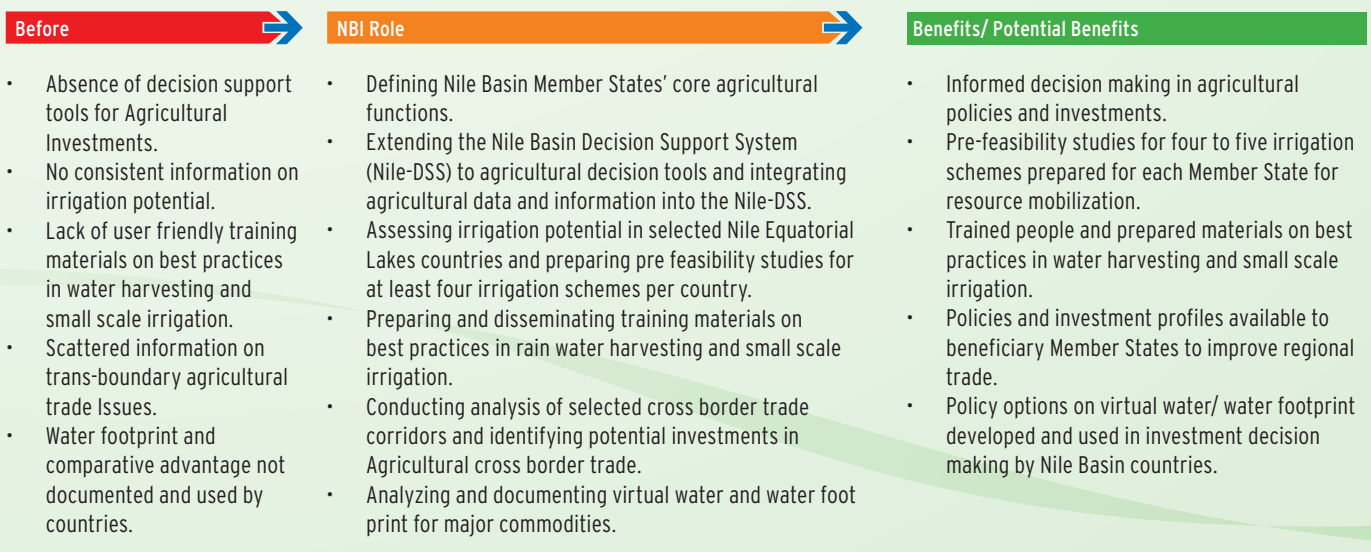 Before
• Absence of decision support
tools for Agricultural
Investments.
• No consistent information on
irrigation potential.
• Lack of user friendly training
materials on best practices
in water harvesting and
small scale irrigation.
• Scattered information on
trans-boundary agricultural
trade Issues.
• Water footprint and
comparative advantage not
documented and used by
countries.
NBI Role
• Defining Nile Basin Member States' core agricultural
functions.
• Extending the Nile Basin Decision Support System
(Nile-DSS) to agricultural decision tools and integrating
agricultural data and information into the Nile-DSS.
• Assessing irrigation potential in selected Nile Equatorial
Lakes countries and preparing pre feasibility studies for
at least four irrigation schemes per country.
• Preparing and disseminating training materials on
best practices in rain water harvesting and small scale
irrigation.
• Conducting analysis of selected cross border trade
corridors and identifying potential investments in
Agricultural cross border trade.
• Analyzing and documenting virtual water and water foot
print for major commodities.
Benefits/ Potential Benefits
• Informed decision making in agricultural
policies and investments.
• Pre-feasibility studies for four to five irrigation
schemes prepared for each Member State for
resource mobilization.
• Trained people and prepared materials on best
practices in water harvesting and small scale
irrigation.
• Policies and investment profiles available to
beneficiary Member States to improve regional
trade.
• Policy options on virtual water/ water footprint
developed and used in investment decision
making by Nile Basin countries.